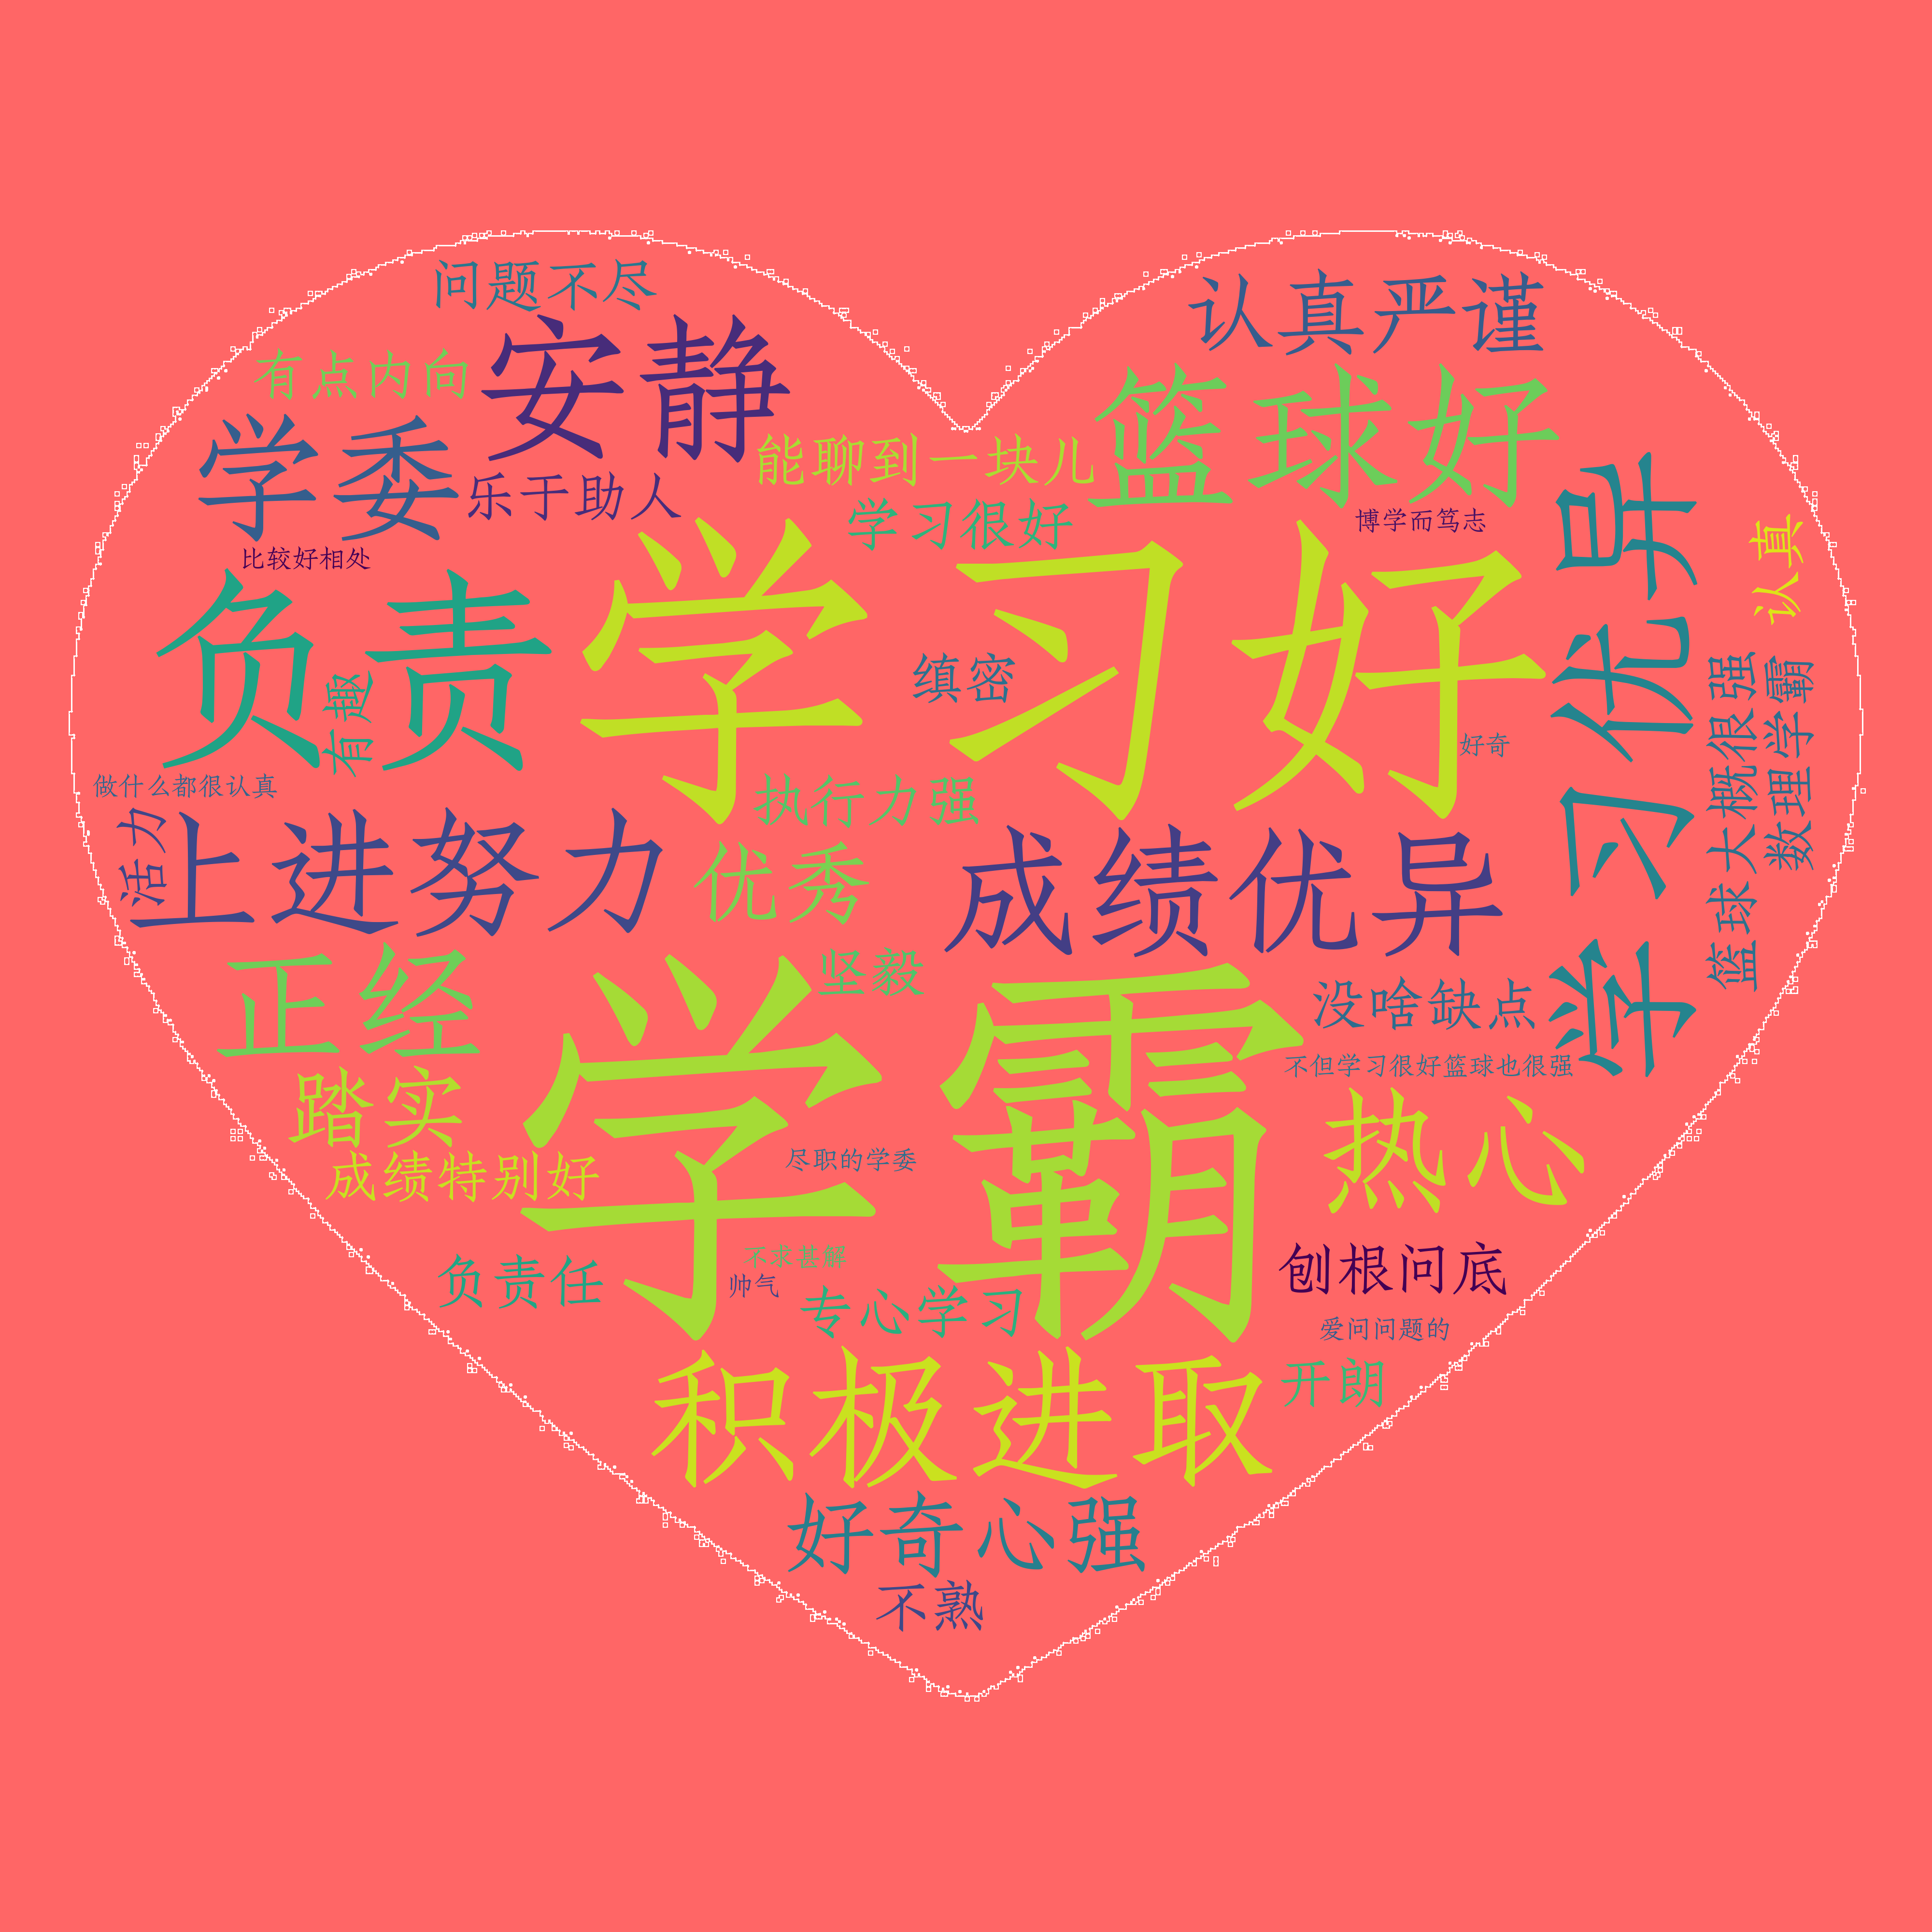 问题不尽
认真严谨
安静
有点内向
篮球好
学委
能聊到一块儿
乐于助人
学习很好
博学而笃志
学习优异
认真
比较好相处
学习好
负责
有趣
缜密
好奇
篮球 大概很强
数理学霸
做什么都很认真
执行力强
活力
上进努力
优秀
成绩优异
正经
坚毅
学霸
没啥缺点
不但学习很好篮球也很强
踏实
热心
成绩特别好
尽职的学委
负责任
不求甚解
帅气
专心学习
刨根问底
爱问问题的
积极进取
开朗
好奇心强
不熟